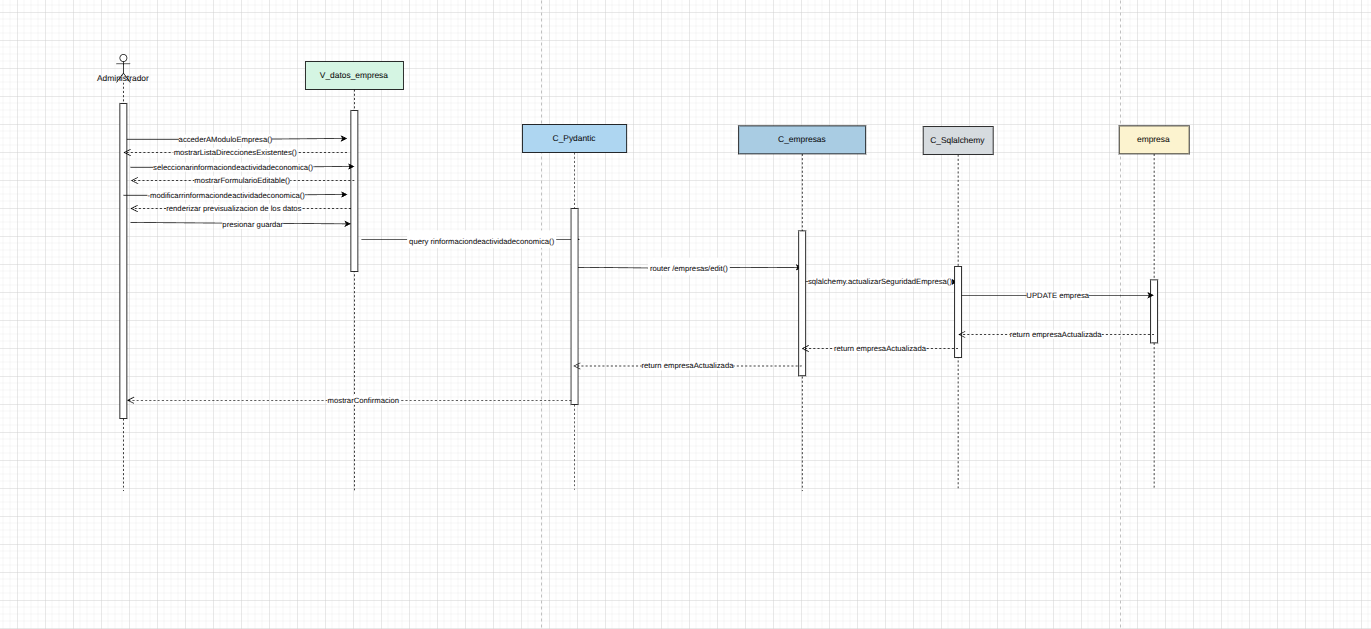 Administrador
V_datos_empresa
C_Pydantic
C_empresas
C_Sqlalchemy
empresa
accederAModuloEmpresa()
mostrarListaDireccionesExistentes()
seleccionarinformaciondeactividadeconomica()
mostrarFormularioEditable()
modificarrinformaciondeactividadeconomica()
renderizar previsualizacion de los datos
presionar guardar
query rinformaciondeactividadeconomica()
router /empresas/edit()
sqlalchemy.actualizarSeguridadEmpresa()
UPDATE empresa
return empresaActualizada
return empresaActualizada
return empresaActualizada
mostrarConfirmacion